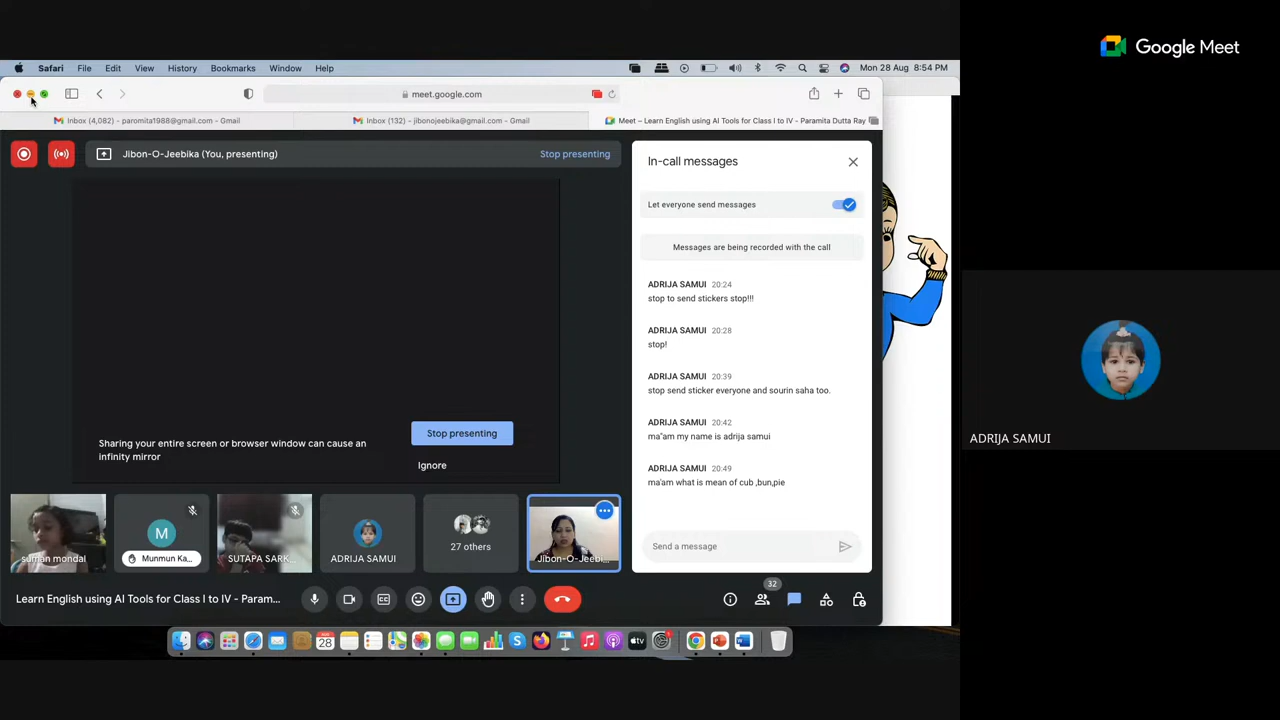 Google Meet
Safari File Edit View History Bookmarks Window Help Mon 28 Aug 8:54 PM
meet.google.com
Inbox (4,082) - paromita1988@gmail.com - Gmail
Inbox (132) - jibonojeebika@gmail.com - Gmail
Meet – Learn English using AI Tools for Class I to IV - Paramita Dutta Ray
Jibon-O-Jeebika (You, presenting)
Stop presenting
In-call messages
Let everyone send messages
Messages are being recorded with the call
ADRIJA SAMUI 20:24
stop to send stickers stop!!!
ADRIJA SAMUI 20:28
stop!
ADRIJA SAMUI 20:39
stop send sticker everyone and sourin saha too.
ADRIJA SAMUI 20:42
ma"am my name is adrija samui
ADRIJA SAMUI 20:49
ma'am what is mean of cub ,bun,pie
Send a message
Sharing your entire screen or browser window can cause an
infinity mirror
Stop presenting
Ignore
suman mondal
M
Munmun Ka...
SUTAPA SARK...
ADRIJA SAMUI
27 others
Jibon-O-Jeebi...
Learn English using AI Tools for Class I to IV - Param...
32
ADRIJA SAMUI